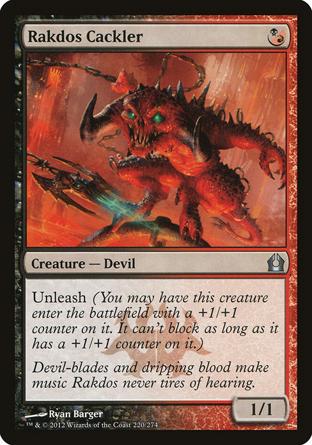 Rakdos Cackler
Creature — Devil
Unleash (You may have this creature
enter the battlefield with a +1/+1
counter on it. It can't block as long as it
has a +1/+1 counter on it.)
Devil-blades and dripping blood make
music Rakdos never tires of hearing.
Ryan Barger
™ & © 2012 Wizards of the Coast 220/274
1/1